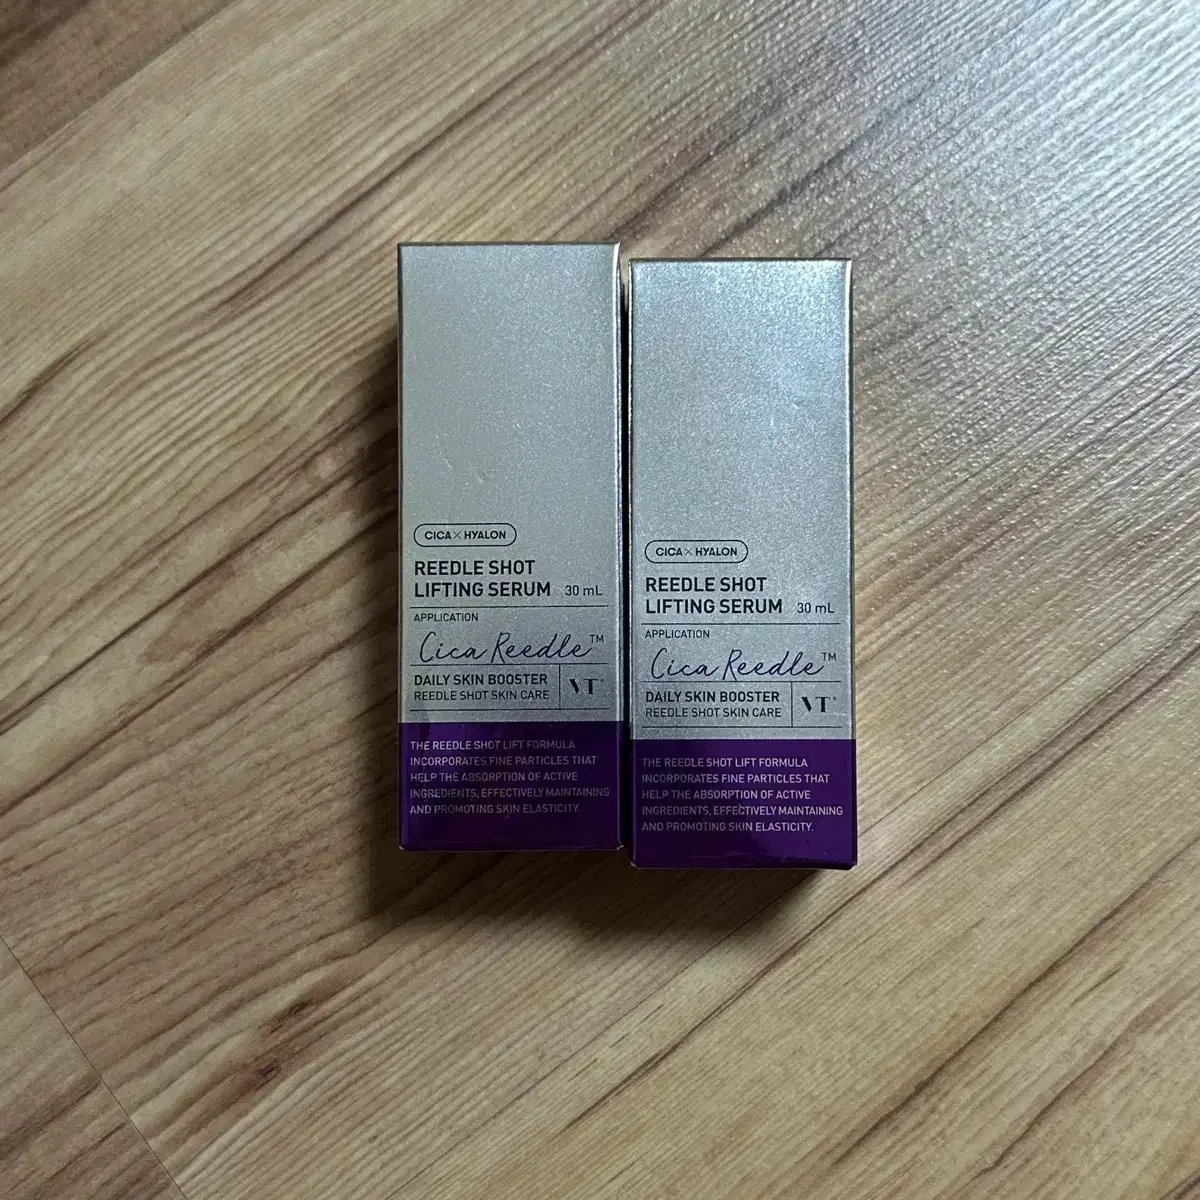 CICA × HYALON
REEDLE SHOT
LIFTING SERUM 30 mL
APPLICATION
Cica Reedle™
DAILY SKIN BOOSTER
REEDLE SHOT SKIN CARE
VT
THE REEDLE SHOT LIFT FORMULA
INCORPORATES FINE PARTICLES THAT
HELP THE ABSORPTION OF ACTIVE
INGREDIENTS, EFFECTIVELY MAINTAINING
AND PROMOTING SKIN ELASTICITY.
CICA × HYALON
REEDLE SHOT
LIFTING SERUM 30 mL
APPLICATION
Cica Reedle™
DAILY SKIN BOOSTER
REEDLE SHOT SKIN CARE
VT
THE REEDLE SHOT LIFT FORMULA
INCORPORATES FINE PARTICLES THAT
HELP THE ABSORPTION OF ACTIVE
INGREDIENTS, EFFECTIVELY MAINTAINING
AND PROMOTING SKIN ELASTICITY.